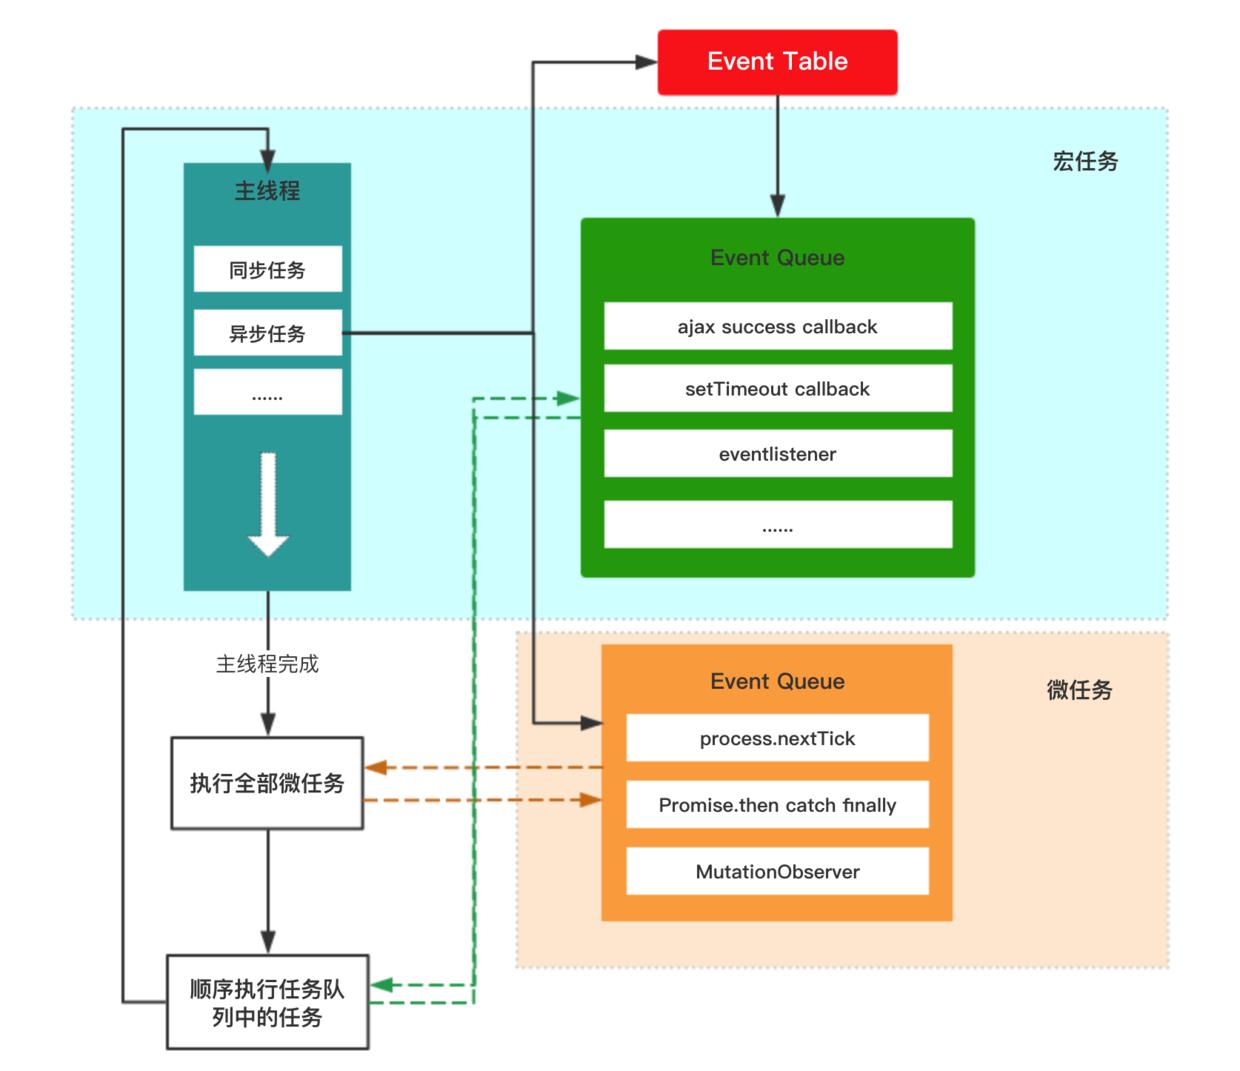 Event Table
宏任务
主线程
同步任务
异步任务
......
Event Queue
ajax success callback
setTimeout callback
eventlistener
......
主线程完成
执行全部微任务
顺序执行任务队
列中的任务
微任务
Event Queue
process.nextTick
Promise.then catch finally
MutationObserver